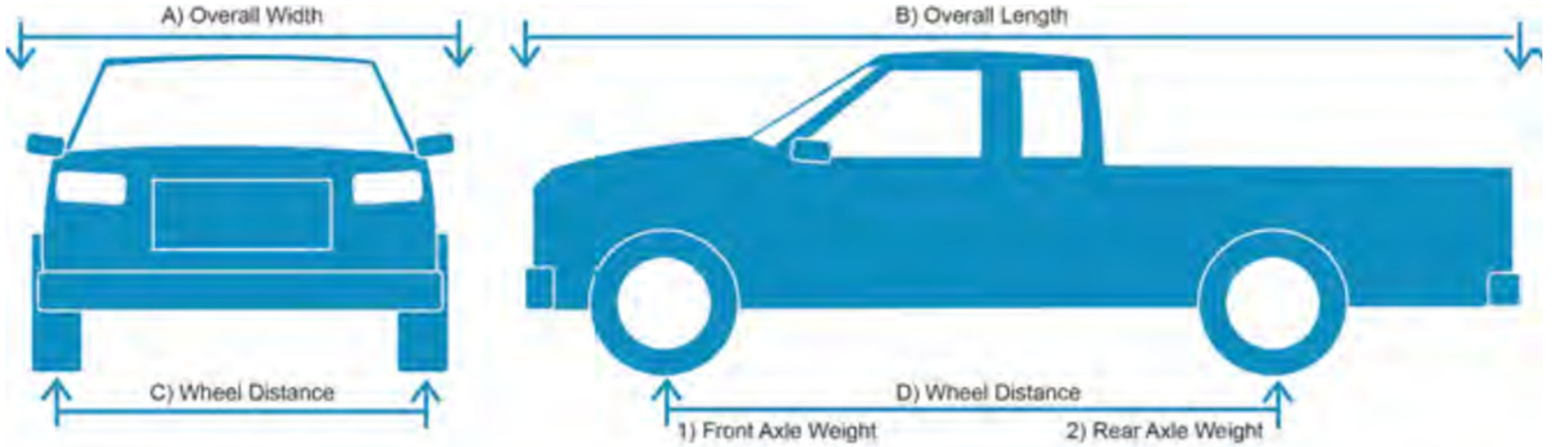 A) Overall Width
B) Overall Length
C) Wheel Distance
D) Wheel Distance
1) Front Axle Weight
2) Rear Axle Weight